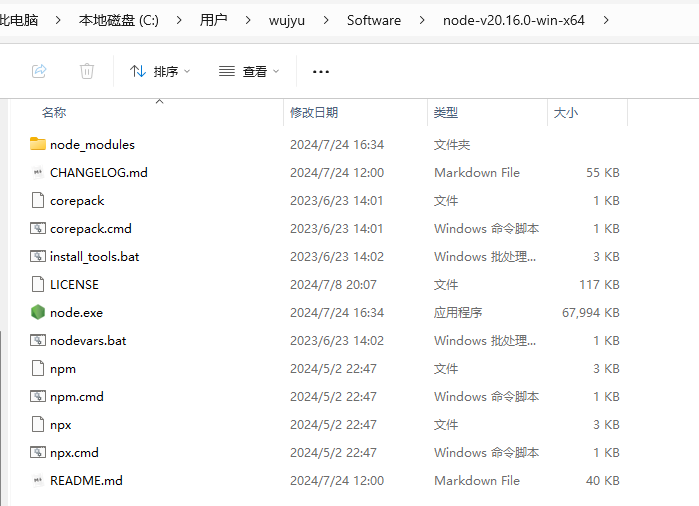 此电脑 > 本地磁盘 (C:) > 用户 > wujyu > Software > node-v20.16.0-win-x64 >
排序 查看 ...
名称 修改日期 类型 大小
node_modules 2024/7/24 16:34 文件夹
CHANGELOG.md 2024/7/24 12:00 Markdown File 55 KB
corepack 2023/6/23 14:01 文件 1 KB
corepack.cmd 2023/6/23 14:01 Windows 命令脚本 1 KB
install_tools.bat 2023/6/23 14:02 Windows 批处理... 3 KB
LICENSE 2024/7/8 20:07 文件 117 KB
node.exe 2024/7/24 16:34 应用程序 67,994 KB
nodevars.bat 2023/6/23 14:02 Windows 批处理... 1 KB
npm 2024/5/2 22:47 文件 3 KB
npm.cmd 2024/5/2 22:47 Windows 命令脚本 1 KB
npx 2024/5/2 22:47 文件 3 KB
npx.cmd 2024/5/2 22:47 Windows 命令脚本 1 KB
README.md 2024/7/24 12:00 Markdown File 40 KB